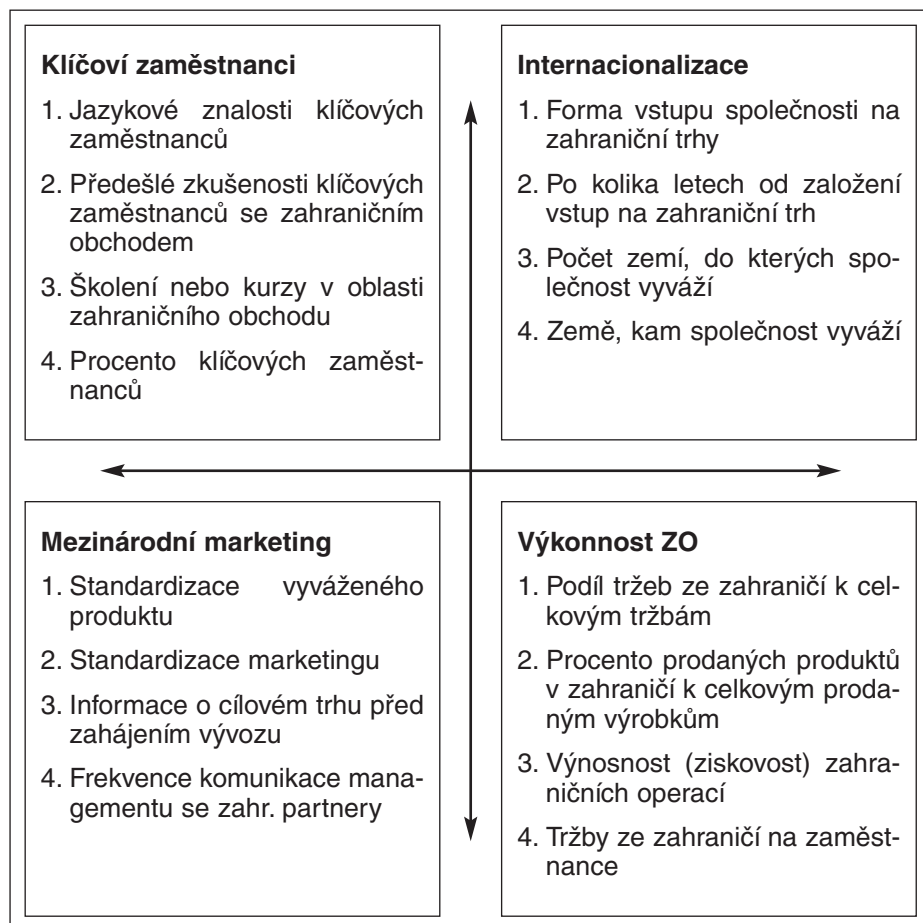 Klíčoví zaměstnanci
1. Jazykové znalosti klíčových
zaměstnanců
2. Předešlé zkušenosti klíčových
zaměstnanců se zahraničním
obchodem
3. Školení nebo kurzy v oblasti
zahraničního obchodu
4. Procento klíčových zaměst-
nanců
Internacionalizace
1. Forma vstupu společnosti na
zahraniční trhy
2. Po kolika letech od založení
vstup na zahraniční trh
3. Počet zemí, do kterých spo-
lečnost vyváží
4. Země, kam společnost vyváží
Mezinárodní marketing
1. Standardizace vyváženého
produktu
2. Standardizace marketingu
3. Informace o cílovém trhu před
zahájením vývozu
4. Frekvence komunikace mana-
gementu se zahr. partnery
Výkonnost ZO
1. Podíl tržeb ze zahraničí k cel-
kovým tržbám
2. Procento prodaných produktů
v zahraničí k celkovým proda-
ným výrobkům
3. Výnosnost (ziskovost) zahra-
ničních operací
4. Tržby ze zahraničí na zaměst-
nance